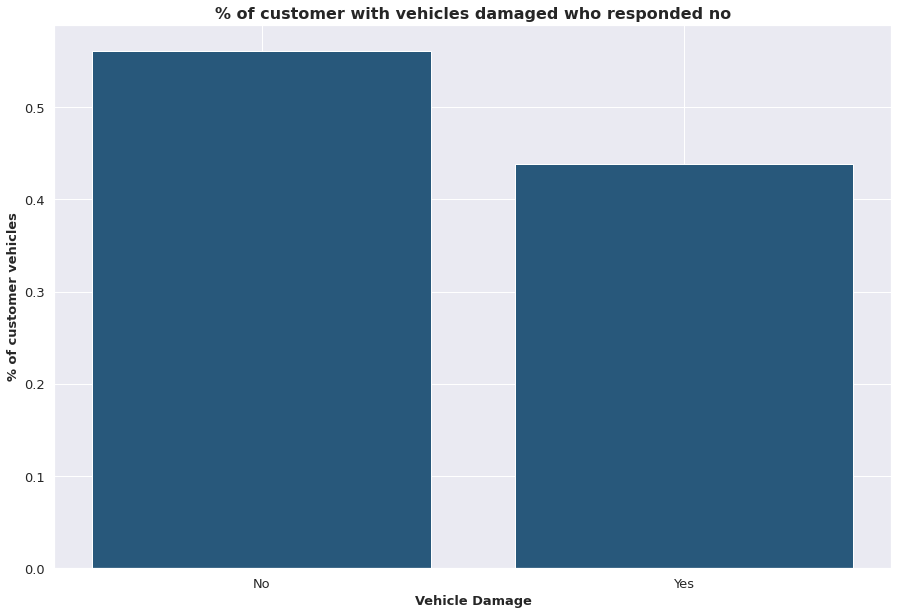 % of customer with vehicles damaged who responded no
% of customer vehicles
0.5
0.4
0.3
0.2
0.1
0.0
No
Yes
Vehicle Damage